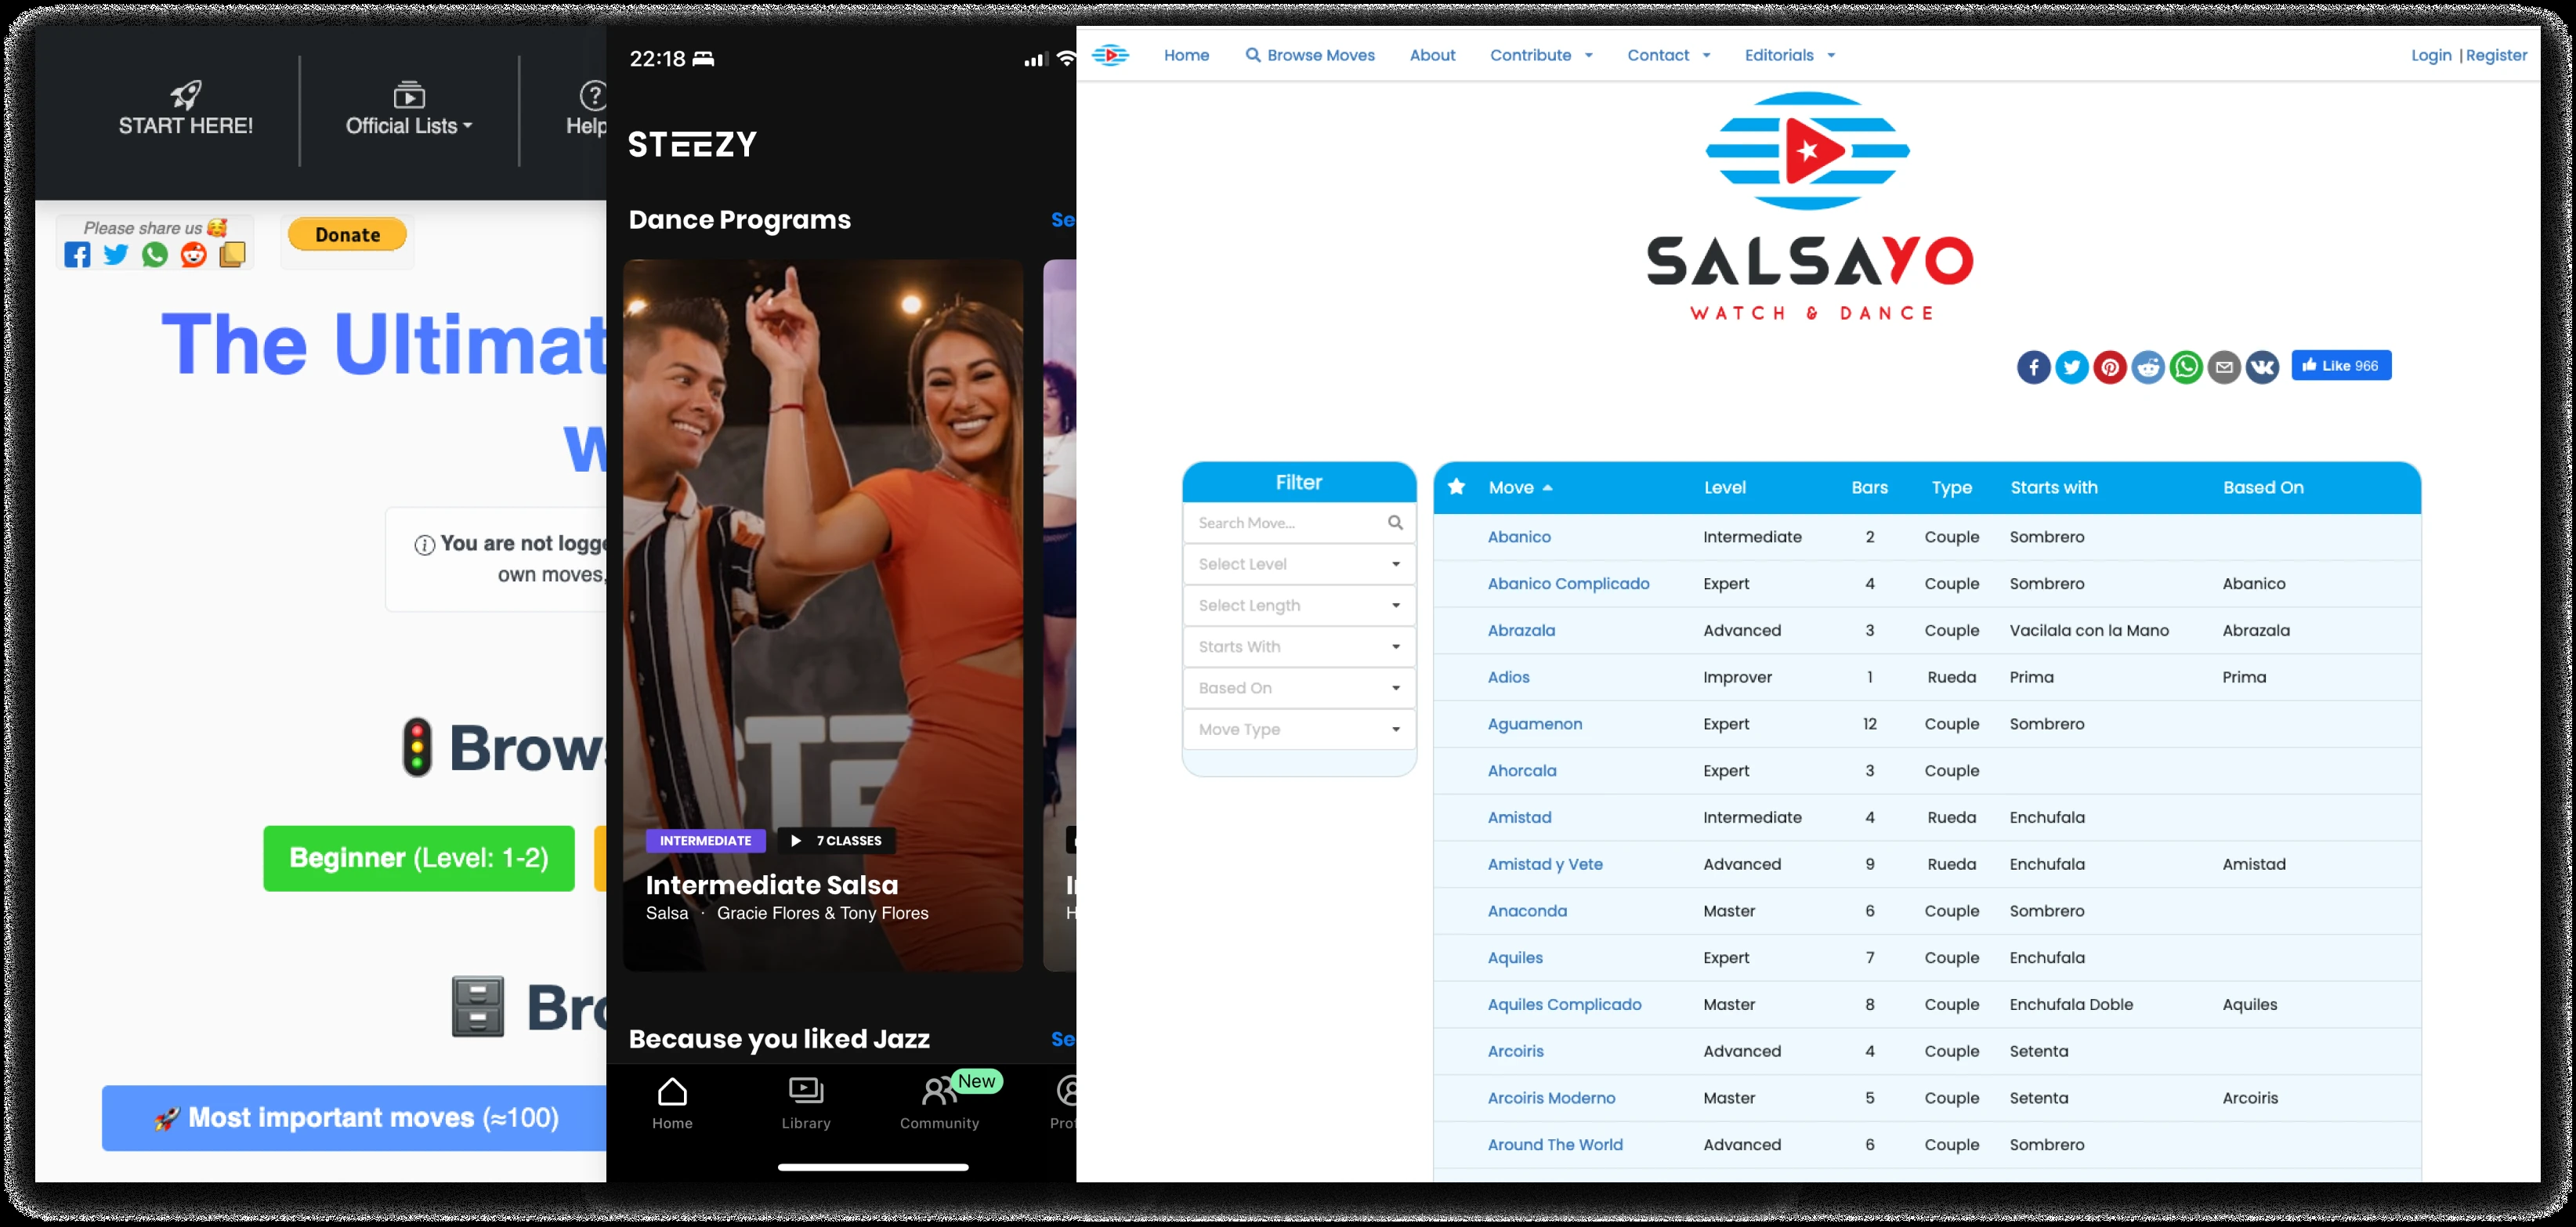 START HERE!
Official Lists
Help
Please share us
Donate
The Ultimat
W
You are not logge
own moves,
Brow
Beginner (Level: 1-2)
Bro
Most important moves (≈100)
22:18
STEEZY
Dance Programs
Se
INTERMEDIATE
7 CLASSES
Intermediate Salsa
Salsa · Gracie Flores & Tony Flores
Because you liked Jazz
Se
New
Home
Library
Community
Prof
Home
Browse Moves
About
Contribute
Contact
Editorials
Login | Register
SALSAYO
WATCH & DANCE
Like 966
Filter
Search Move...
Select Level
Select Length
Starts With
Based On
Move Type
Move Level Bars Type Starts with Based On
Abanico Intermediate 2 Couple Sombrero
Abanico Complicado Expert 4 Couple Sombrero Abanico
Abrazala Advanced 3 Couple Vacilala con la Mano Abrazala
Adios Improver 1 Rueda Prima Prima
Aguamenon Expert 12 Couple Sombrero
Ahorcala Expert 3 Couple
Amistad Intermediate 4 Rueda Enchufala
Amistad y Vete Advanced 9 Rueda Enchufala Amistad
Anaconda Master 6 Couple Sombrero
Aquiles Expert 7 Couple Enchufala
Aquiles Complicado Master 8 Couple Enchufala Doble Aquiles
Arcoiris Advanced 4 Couple Setenta
Arcoiris Moderno Master 5 Couple Setenta Arcoiris
Around The World Advanced 6 Couple Sombrero